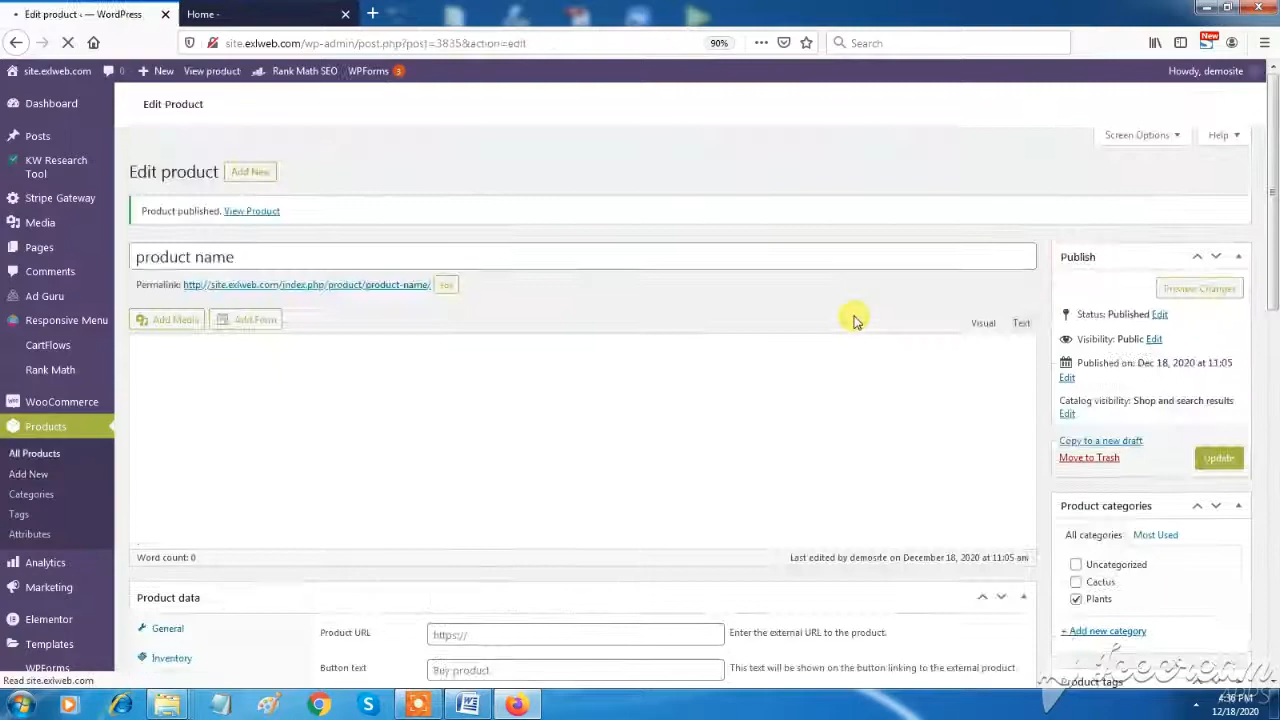 Edit product ‹ — WordPress
Home -
site.exlweb.com/wp-admin/post.php?post=3835&action=edit
90%
Search
New
site.exlweb.com
0
New
View product
Rank Math SEO
WPForms
3
Howdy, demosite
Dashboard
Posts
KW Research
Tool
Stripe Gateway
Media
Pages
Comments
Ad Guru
Responsive Menu
CartFlows
Rank Math
WooCommerce
Products
All Products
Add New
Categories
Tags
Attributes
Analytics
Marketing
Elementor
Templates
WPForms
Edit Product
Screen Options
Help
Edit product
Add New
Product published. View Product
product name
Permalink: http://site.exlweb.com/index.php/product/product-name/
Add Media
Add Form
Visual
Text
Word count: 0
Last edited by demosite on December 18, 2020 at 11:05 am
Product data
General
Inventory
Product URL
https://
Enter the external URL to the product.
Button text
Buy product
This text will be shown on the button linking to the external product.
Publish
Preview Changes
Status: Published Edit
Visibility: Public Edit
Published on: Dec 18, 2020 at 11:05
Edit
Catalog visibility: Shop and search results
Edit
Copy to a new draft
Move to Trash
Update
Product categories
All categories
Most Used
Uncategorized
Cactus
Plants
+ Add new category
Product tags
Read site.exlweb.com
APPS
4:36 PM
12/18/2020